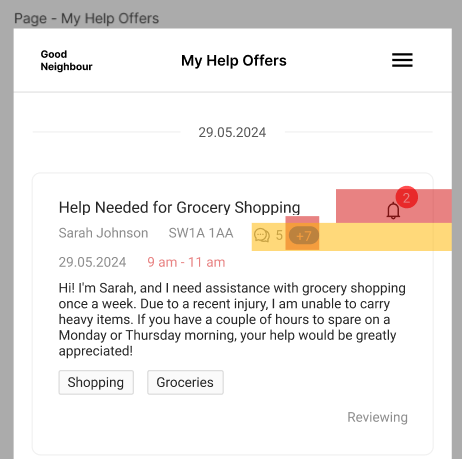 Page - My Help Offers
Good
Neighbour
My Help Offers
29.05.2024
Help Needed for Grocery Shopping
2
Sarah Johnson SW1A 1AA 5 +7
29.05.2024 9 am - 11 am
Hi! I'm Sarah, and I need assistance with grocery shopping
once a week. Due to a recent injury, I am unable to carry
heavy items. If you have a couple of hours to spare on a
Monday or Thursday morning, your help would be greatly
appreciated!
Shopping Groceries
Reviewing